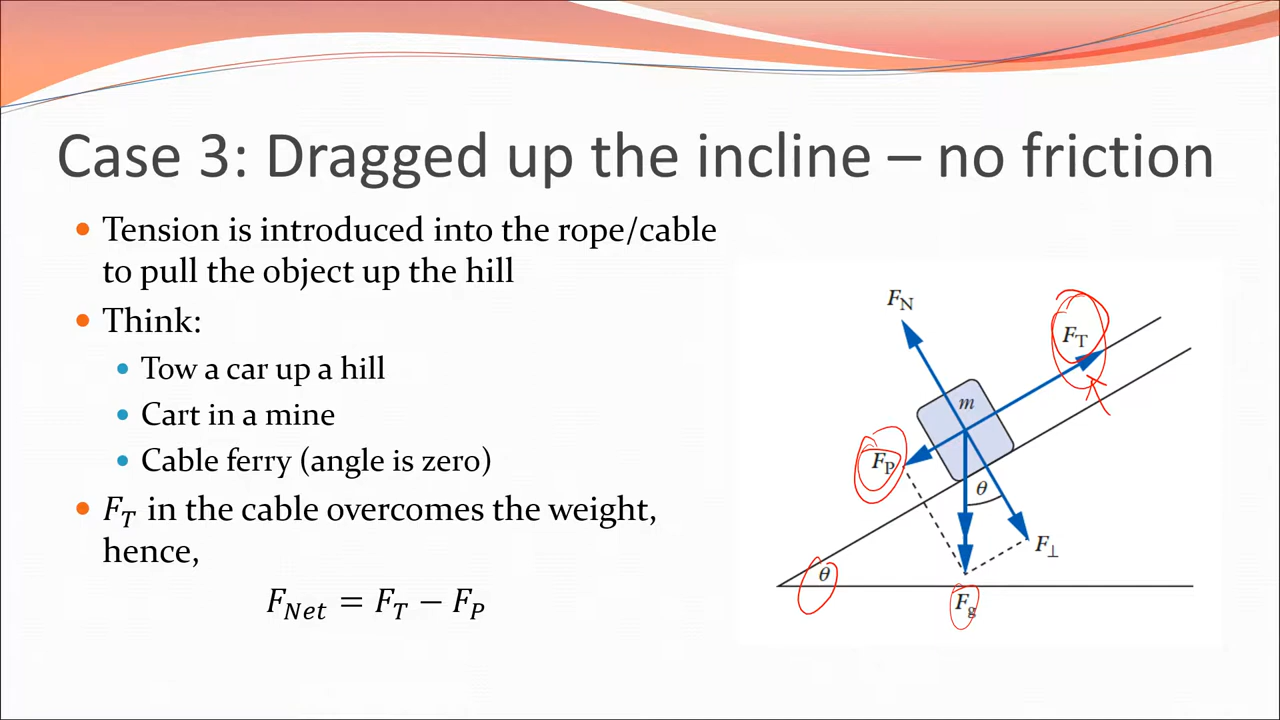 Case 3: Dragged up the incline – no friction
• Tension is introduced into the rope/cable
to pull the object up the hill
• Think:
• Tow a car up a hill
• Cart in a mine
• Cable ferry (angle is zero)
• F_T in the cable overcomes the weight,
hence,
F_Net = F_T − F_P
F_N
F_T
m
F_P
θ
F_⊥
θ
F_g